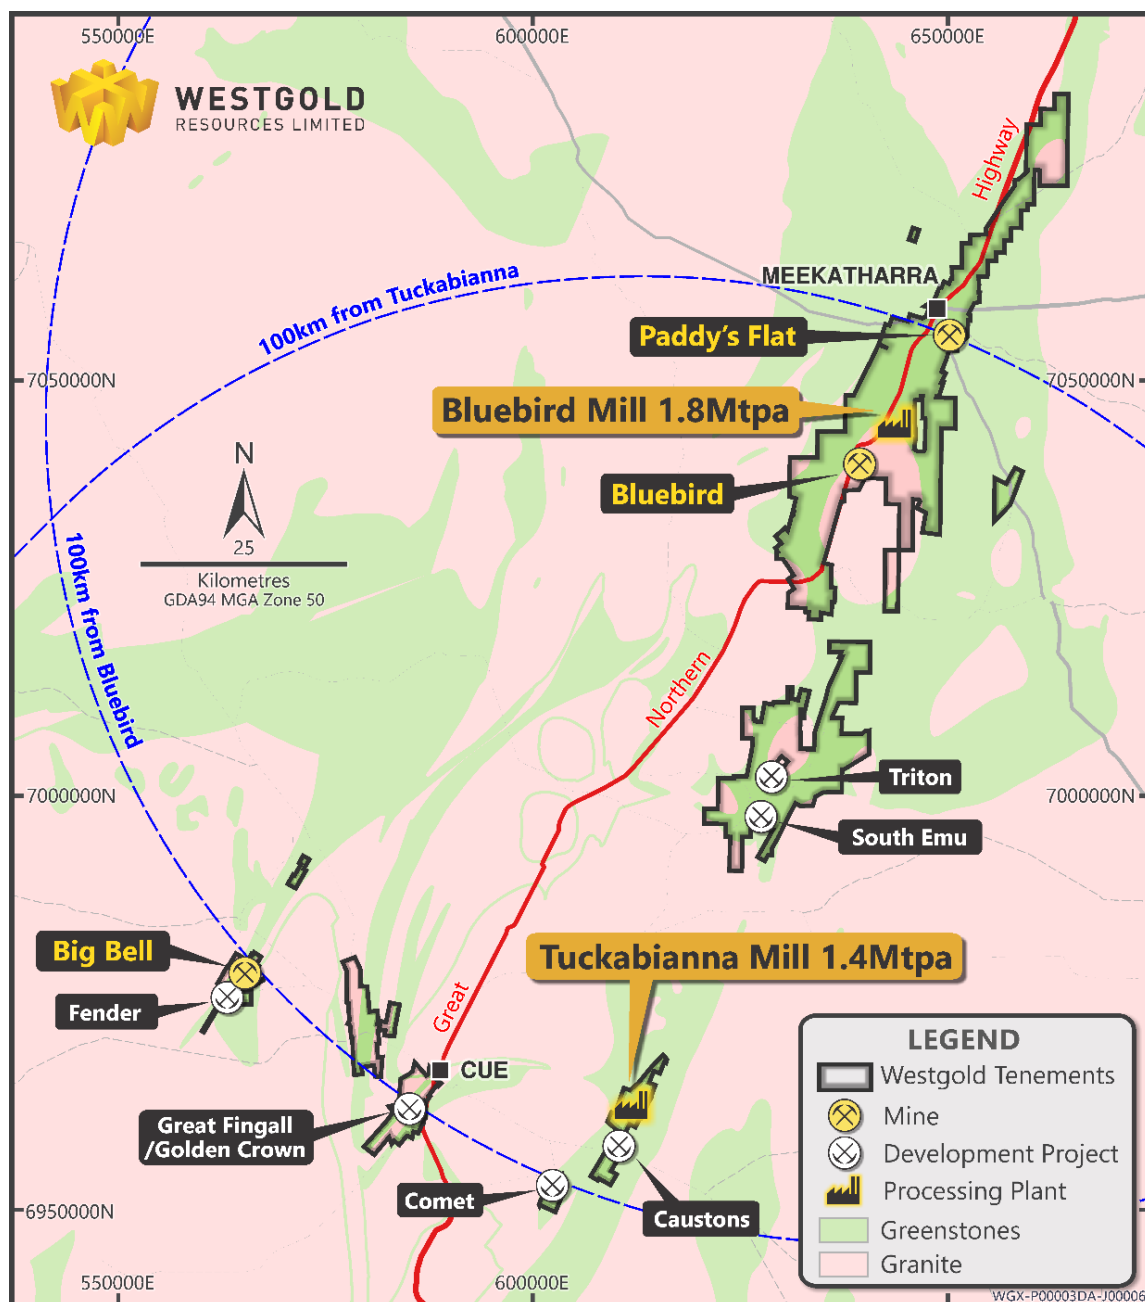 550000E
600000E
650000E
WESTGOLD
RESOURCES LIMITED
Highway
MEEKATHARRA
100km from Tuckabianna
Paddy's Flat
7050000N
7050000N
Bluebird Mill 1.8Mtpa
N
Bluebird
25
Kilometres
GDA94 MGA Zone 50
100km from Bluebird
Northern
Triton
7000000N
7000000N
South Emu
Big Bell
Tuckabianna Mill 1.4Mtpa
Fender
Great
CUE
Great Fingall
/Golden Crown
Comet
Caustons
6950000N
LEGEND
Westgold Tenements
Mine
Development Project
Processing Plant
Greenstones
Granite
550000E
600000E
WGX-P00003DA-J00006